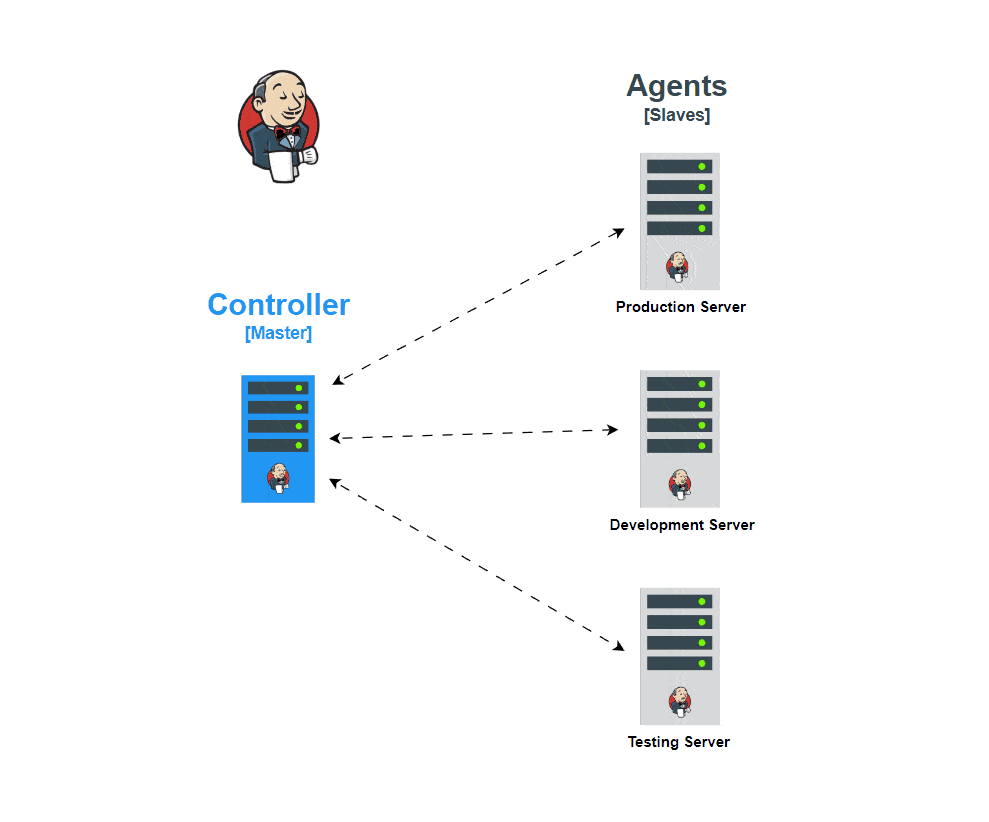 Agents
[Slaves]
Production Server
Controller
[Master]
Development Server
Testing Server